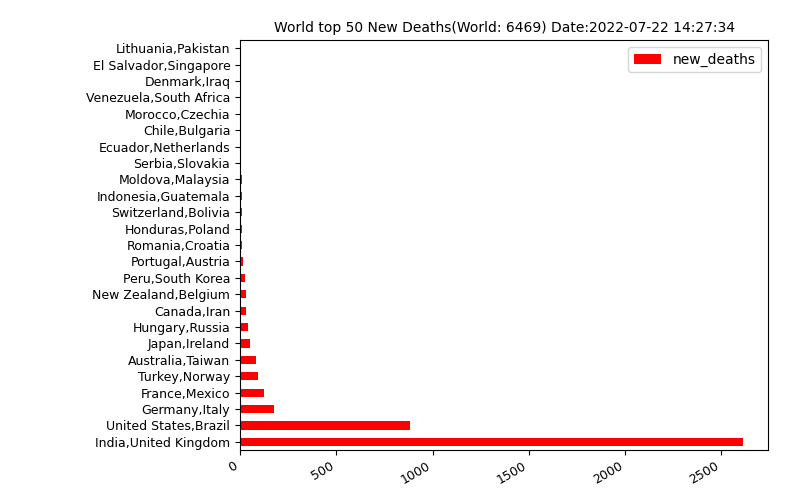 World top 50 New Deaths(World: 6469) Date:2022-07-22 14:27:34
new_deaths
Lithuania,Pakistan
El Salvador,Singapore
Denmark,Iraq
Venezuela,South Africa
Morocco,Czechia
Chile,Bulgaria
Ecuador,Netherlands
Serbia,Slovakia
Moldova,Malaysia
Indonesia,Guatemala
Switzerland,Bolivia
Honduras,Poland
Romania,Croatia
Portugal,Austria
Peru,South Korea
New Zealand,Belgium
Canada,Iran
Hungary,Russia
Japan,Ireland
Australia,Taiwan
Turkey,Norway
France,Mexico
Germany,Italy
United States,Brazil
India,United Kingdom
0 500 1000 1500 2000 2500